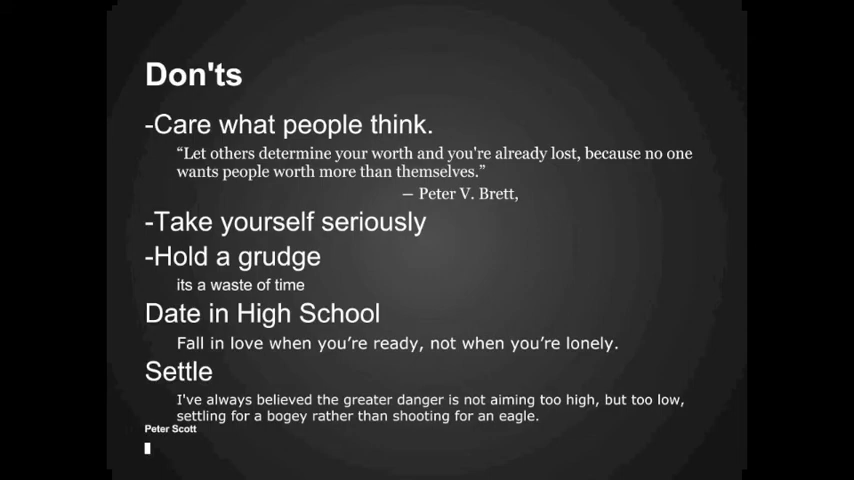 Don'ts
-Care what people think.
“Let others determine your worth and you're already lost, because no one
wants people worth more than themselves.”
― Peter V. Brett,
-Take yourself seriously
-Hold a grudge
its a waste of time
Date in High School
Fall in love when you’re ready, not when you’re lonely.
Settle
I've always believed the greater danger is not aiming too high, but too low,
settling for a bogey rather than shooting for an eagle.
Peter Scott